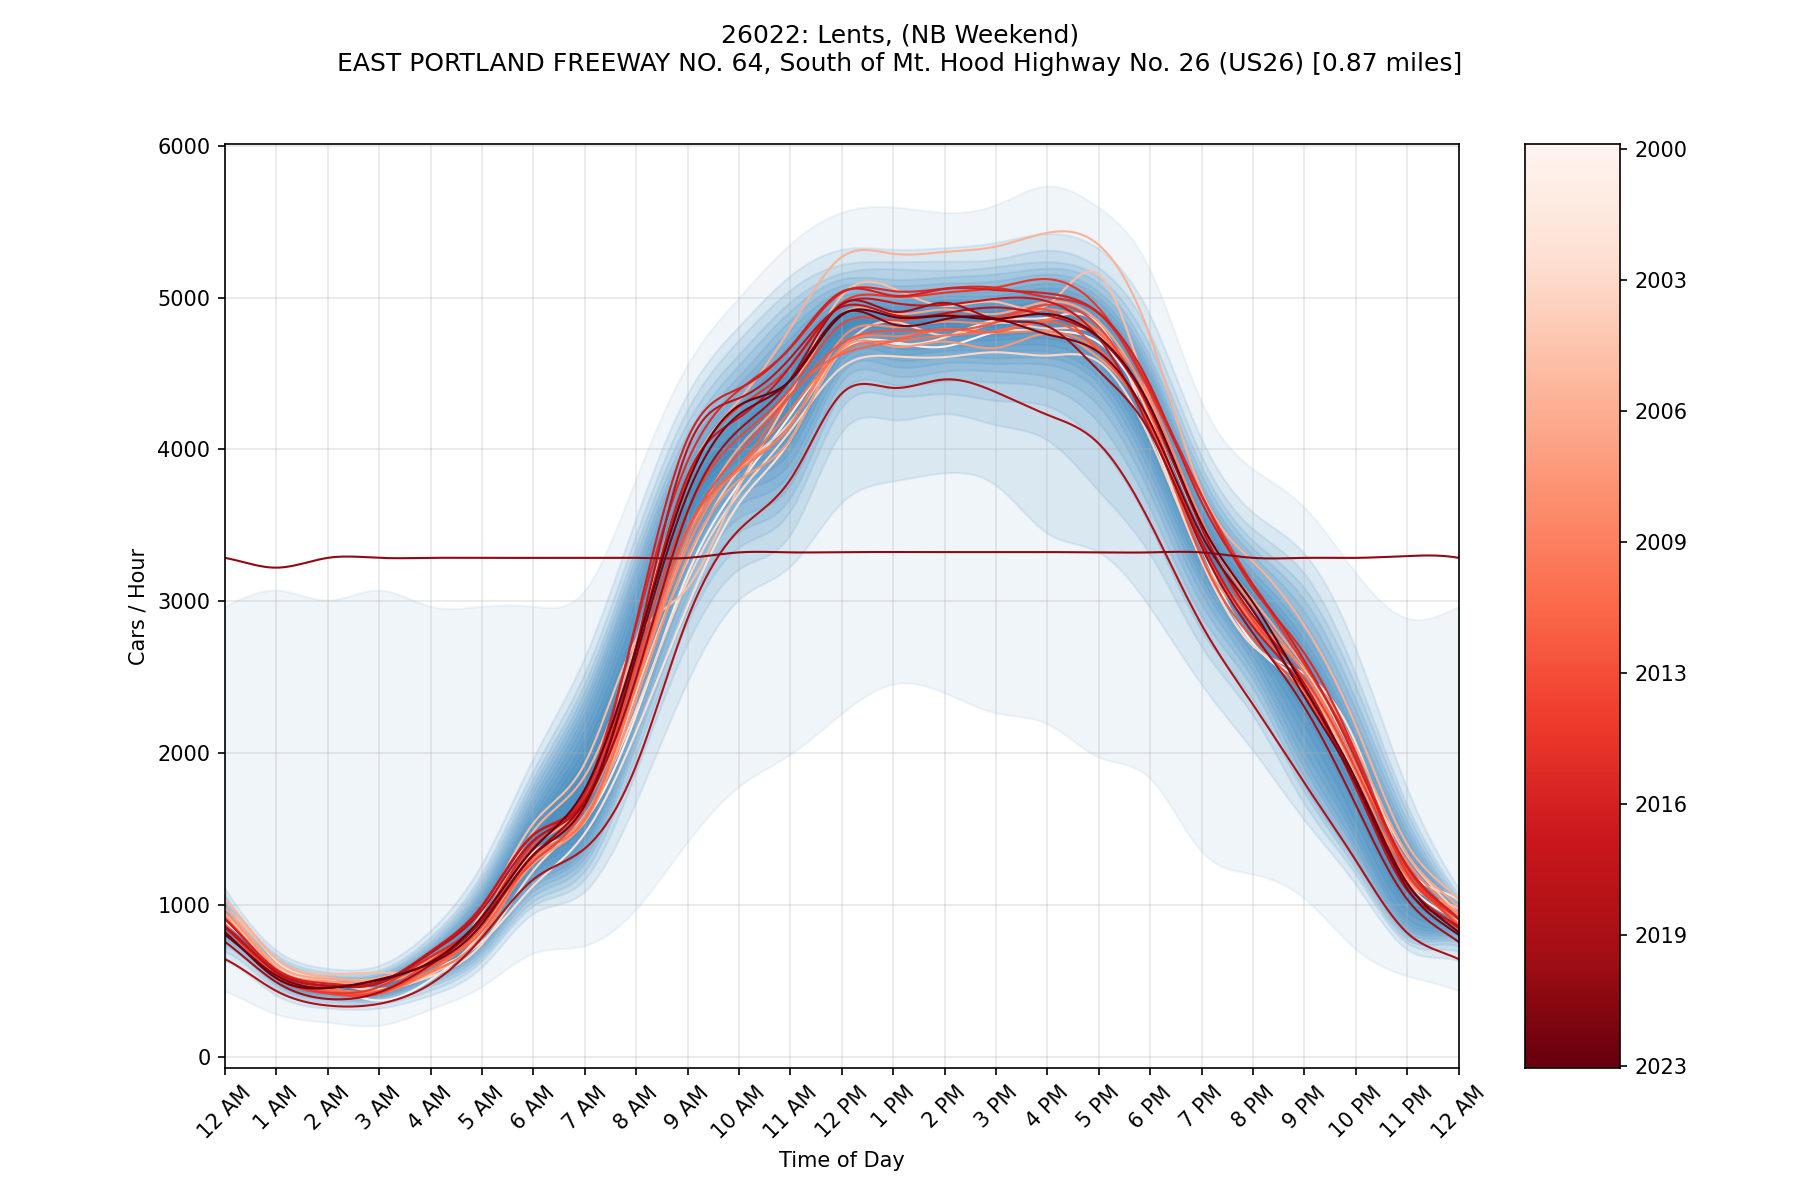 26022: Lents, (NB Weekend)
EAST PORTLAND FREEWAY NO. 64, South of Mt. Hood Highway No. 26 (US26) [0.87 miles]
6000
5000
4000
3000
2000
1000
0
Cars / Hour
12 AM
1 AM
2 AM
3 AM
4 AM
5 AM
6 AM
7 AM
8 AM
9 AM
10 AM
11 AM
12 PM
1 PM
2 PM
3 PM
4 PM
5 PM
6 PM
7 PM
8 PM
9 PM
10 PM
11 PM
12 AM
Time of Day
2000
2003
2006
2009
2013
2016
2019
2023